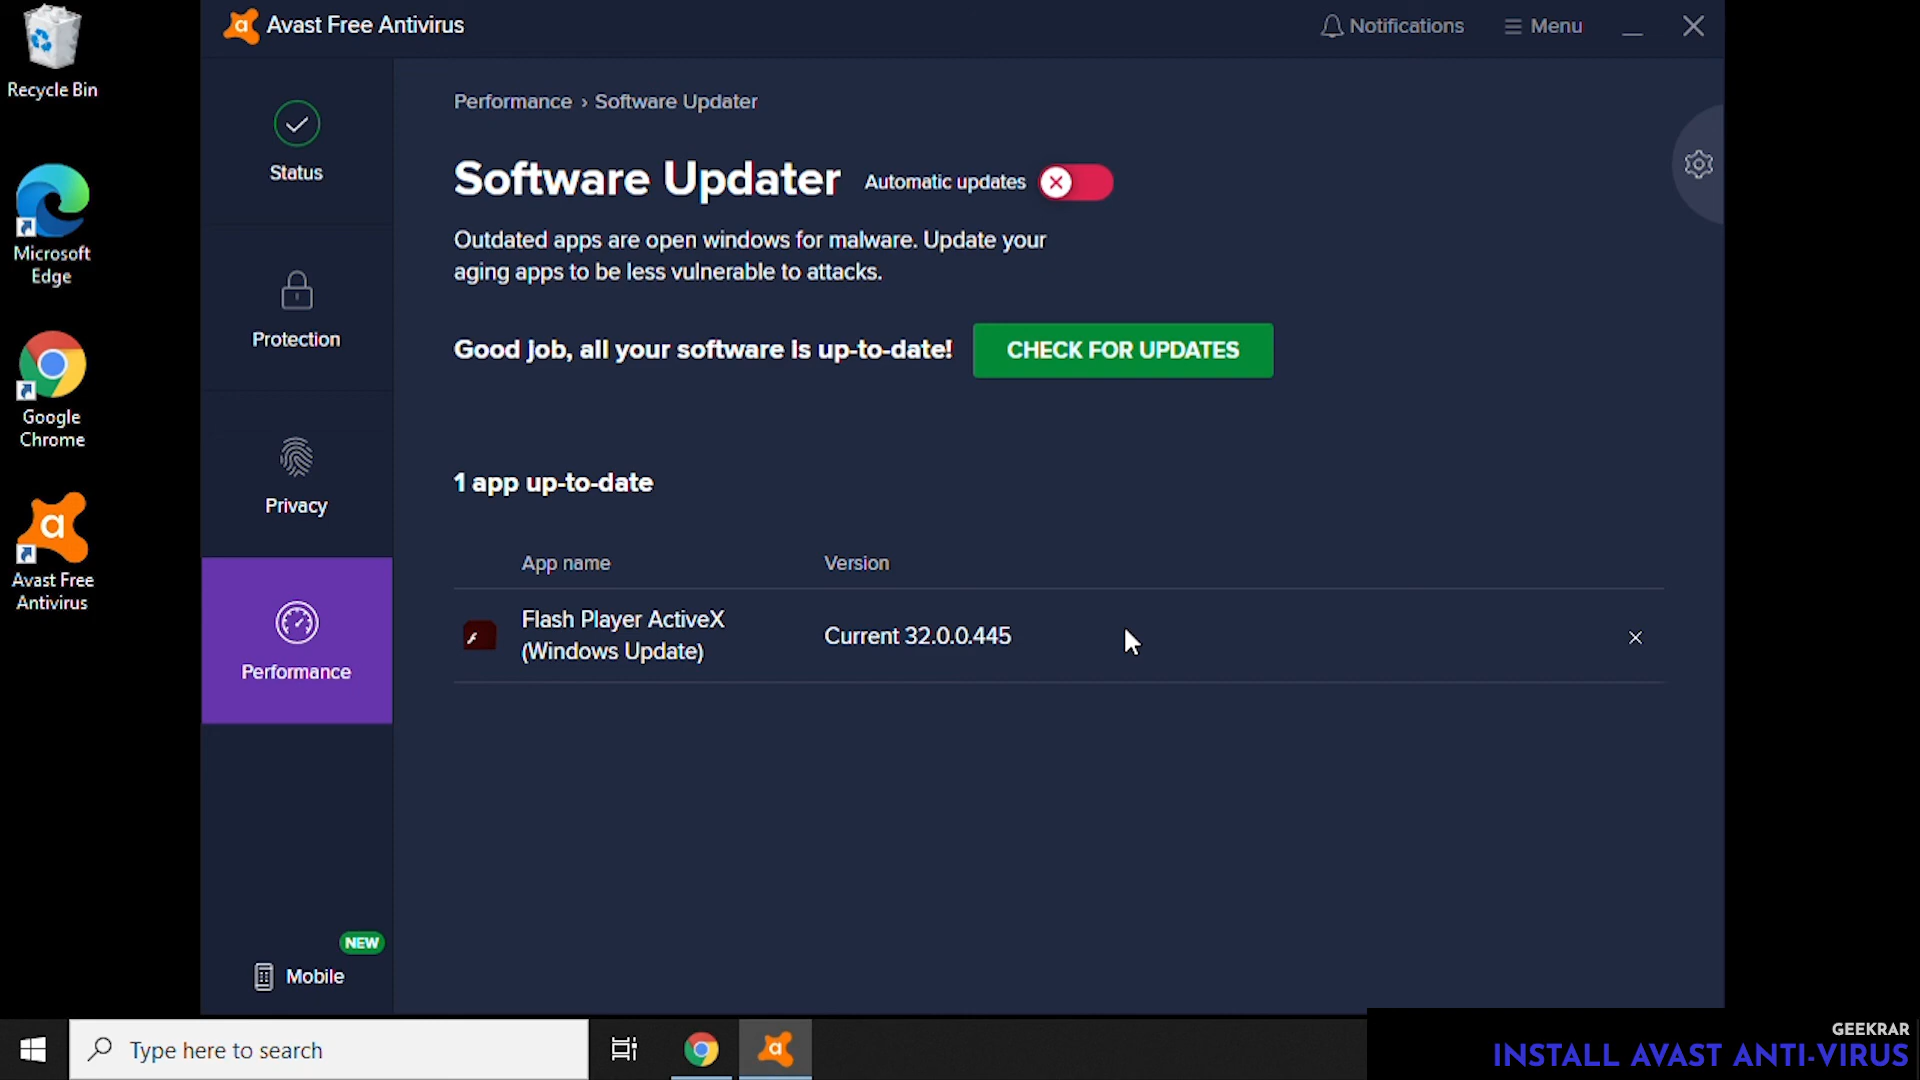 Recycle Bin
Microsoft
Edge
Google
Chrome
Avast Free
Antivirus
Avast Free Antivirus
Notifications
Menu
Status
Protection
Privacy
Performance
NEW
Mobile
Performance › Software Updater
Software Updater
Automatic updates
Outdated apps are open windows for malware. Update your
aging apps to be less vulnerable to attacks.
Good job, all your software is up-to-date!
CHECK FOR UPDATES
1 app up-to-date
App name
Version
Flash Player ActiveX
(Windows Update)
Current 32.0.0.445
Type here to search
GEEKRAR
INSTALL AVAST ANTI-VIRUS